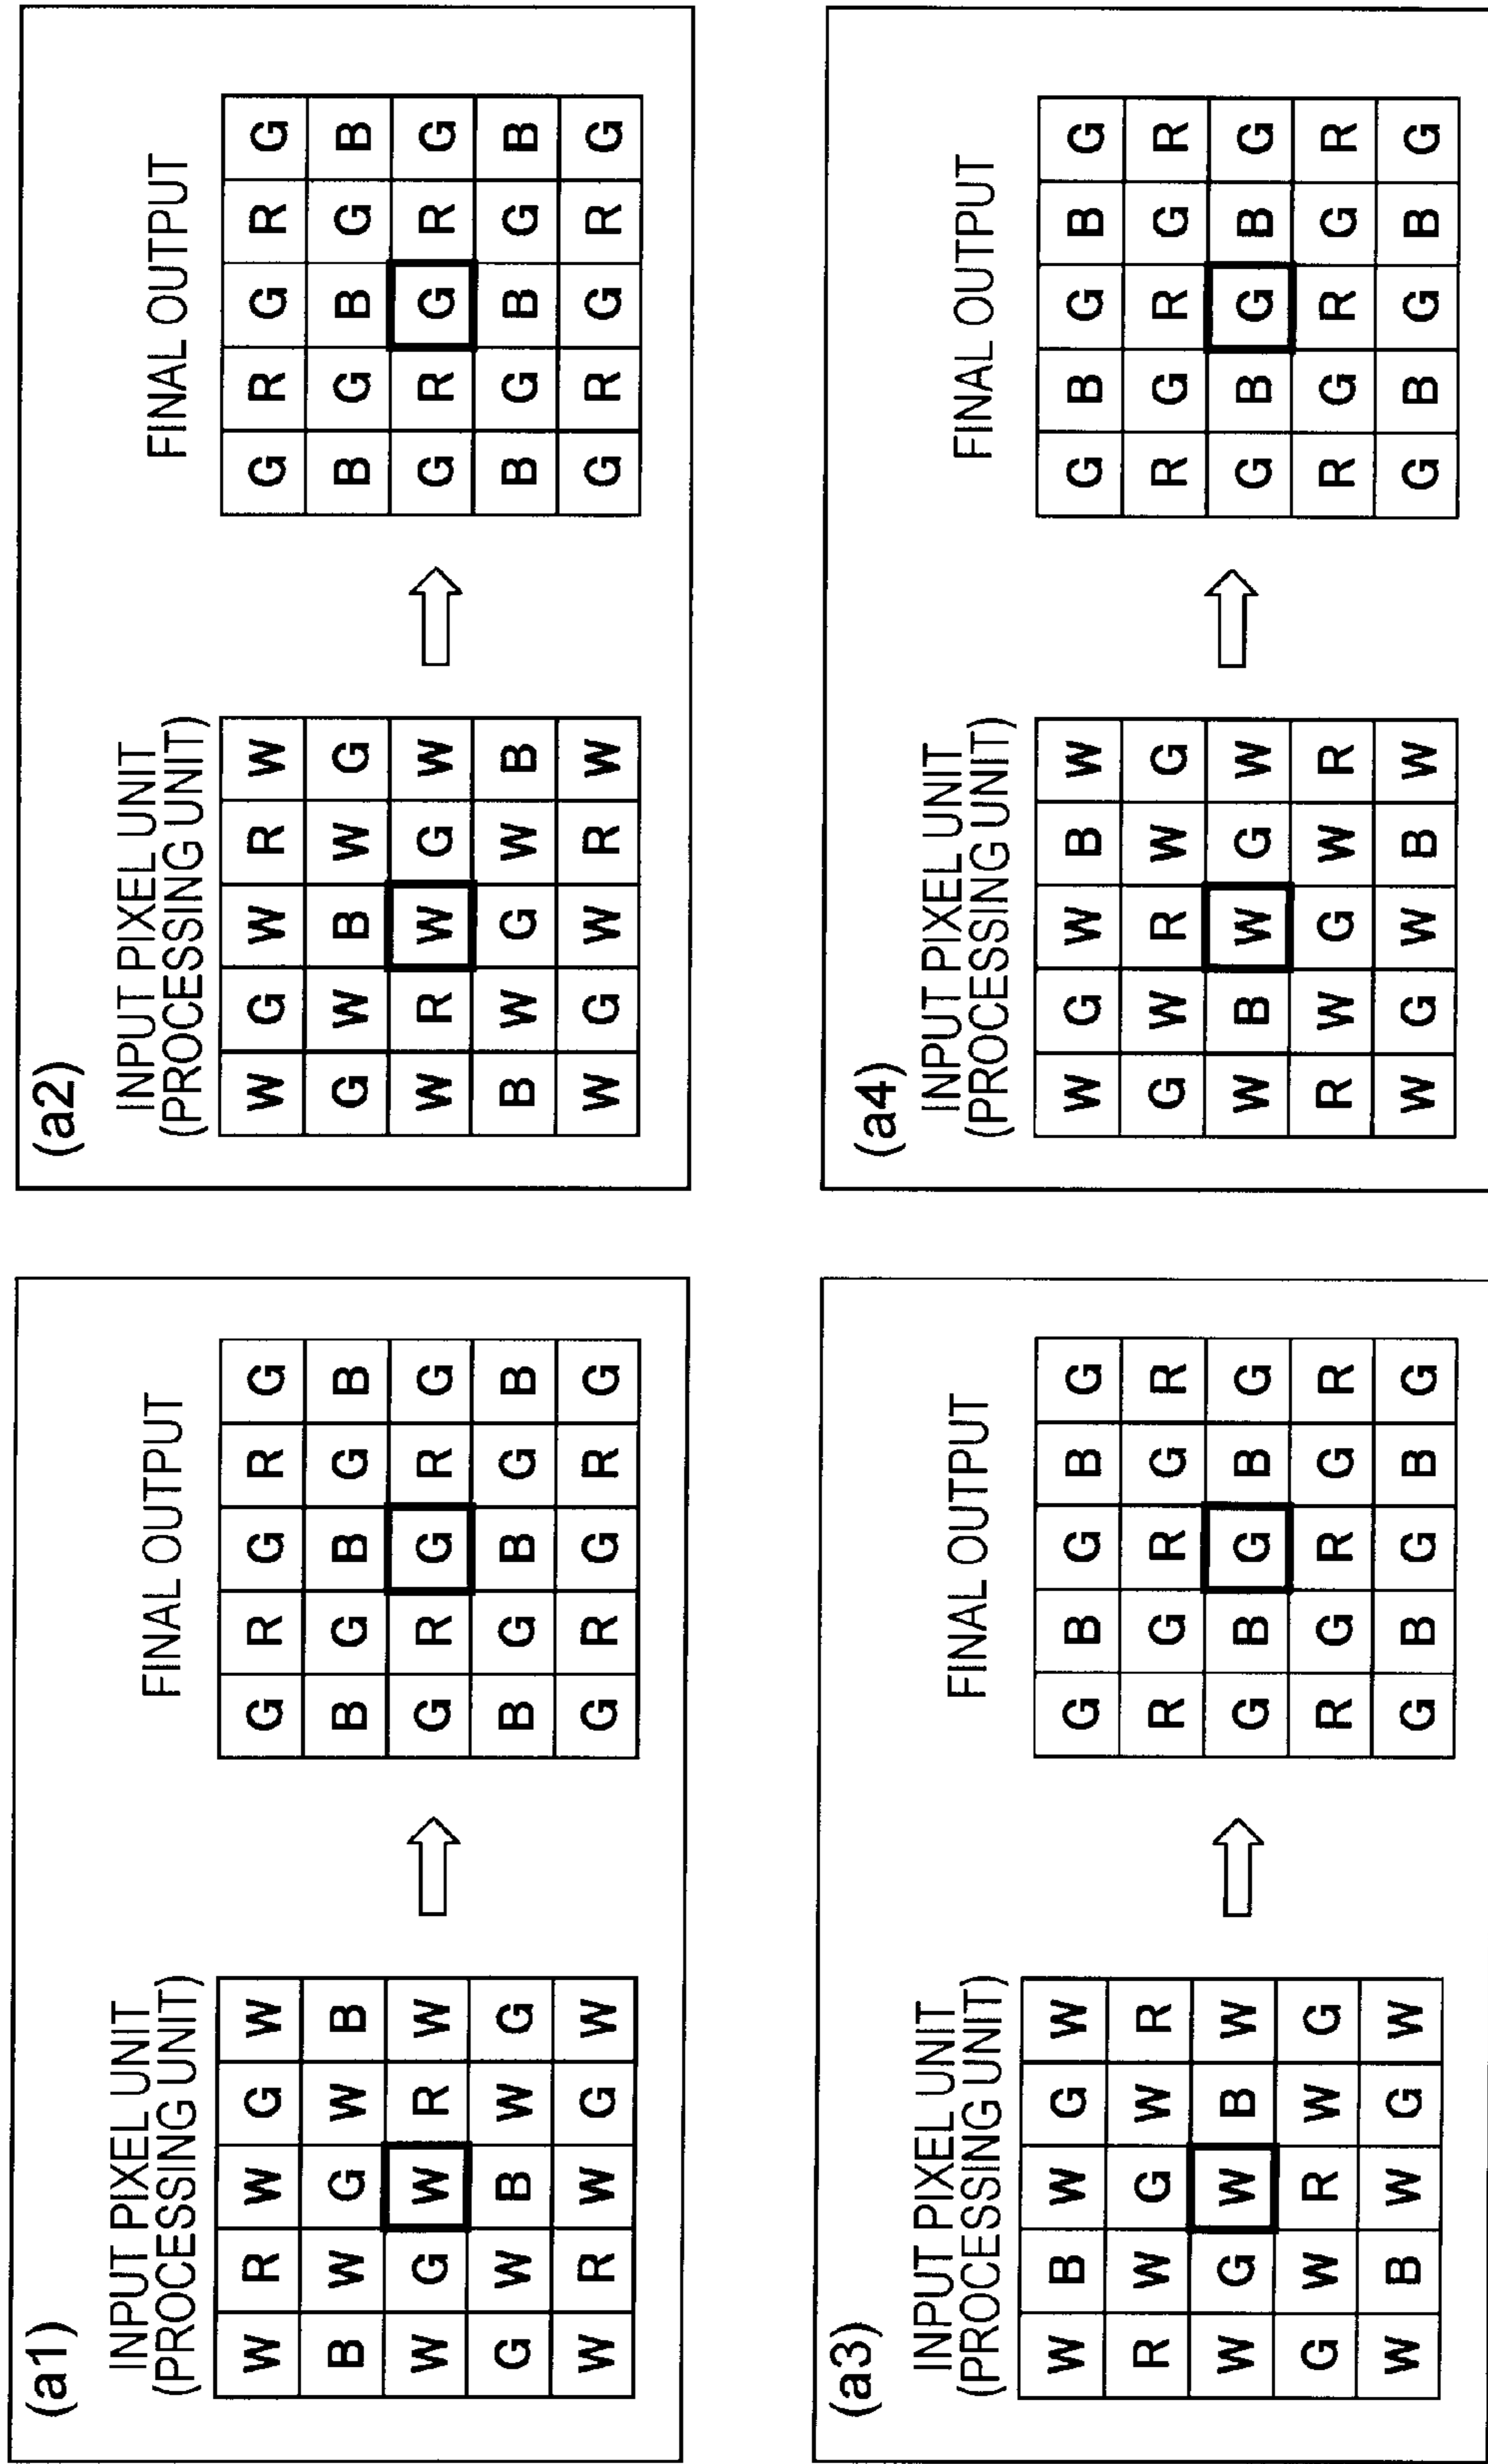 (a1)
INPUT PIXEL UNIT
(PROCESSING UNIT)
FINAL OUTPUT
W R W G W
B W G W B
W G W R W
G W B W G
W R W G W
G R G R G
B G B G B
G R G R G
B G B G B
G R G R G
(a2)
INPUT PIXEL UNIT
(PROCESSING UNIT)
FINAL OUTPUT
W G W R W
G W B W G
W R W G W
B W G W B
W G W R W
G R G R G
B G B G B
G R G R G
B G B G B
G R G R G
(a3)
INPUT PIXEL UNIT
(PROCESSING UNIT)
FINAL OUTPUT
W B W G W
R W G W R
W G W B W
G W R W G
W B W G W
G B G B G
R G R G R
G B G B G
R G R G R
G B G B G
(a4)
INPUT PIXEL UNIT
(PROCESSING UNIT)
FINAL OUTPUT
W G W B W
G W R W G
W B W G W
R W G W R
W G W B W
G B G B G
R G R G R
G B G B G
R G R G R
G B G B G